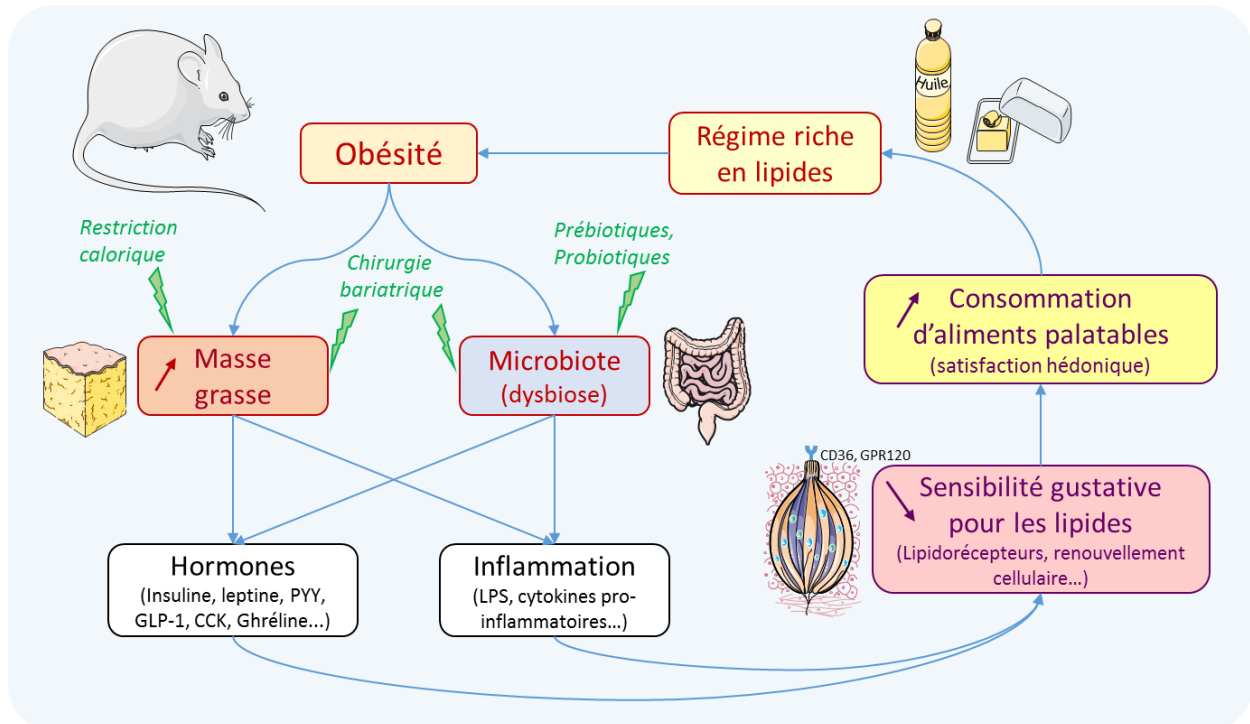 Huile
Obésité
Régime riche
en lipides
Restriction
calorique
Chirurgie
bariatrique
Prébiotiques,
Probiotiques
Masse
grasse
Microbiote
(dysbiose)
Consommation
d’aliments palatables
(satisfaction hédonique)
CD36, GPR120
Sensibilité gustative
pour les lipides
(Lipidorécepteurs, renouvellement
cellulaire…)
Hormones
(Insuline, leptine, PYY,
GLP-1, CCK, Ghréline...)
Inflammation
(LPS, cytokines pro-
inflammatoires…)